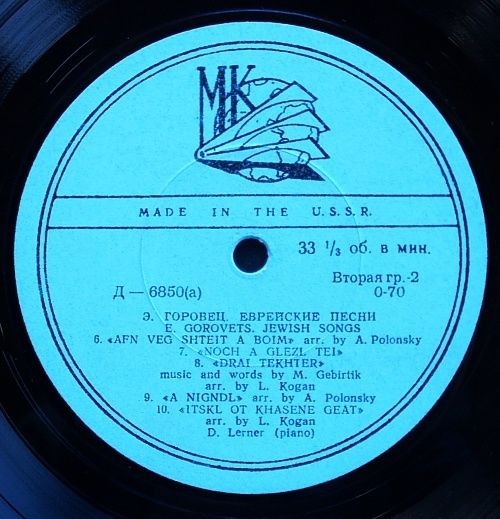 МК
MADE IN THE U.S.S.R.
33 1/3 об. в мин.
Вторая гр.-2
Д — 6850(а)
0-70
Э. ГОРОВЕЦ. ЕВРЕЙСКИЕ ПЕСНИ
E. GOROVETS. JEWISH SONGS
6. «AFN VEG SHTEIT A BOIM» arr. by A. Polonsky
7. «NOCH A GLEZL TEI»
8. «DRAI TEKHTER»
music and words by M. Gebirtik
arr. by L. Kogan
9. «A NIGNDL» arr. by A. Polonsky
10. «ITSKL OT KHASENE GEAT»
arr. by L. Kogan
D. Lerner (piano)